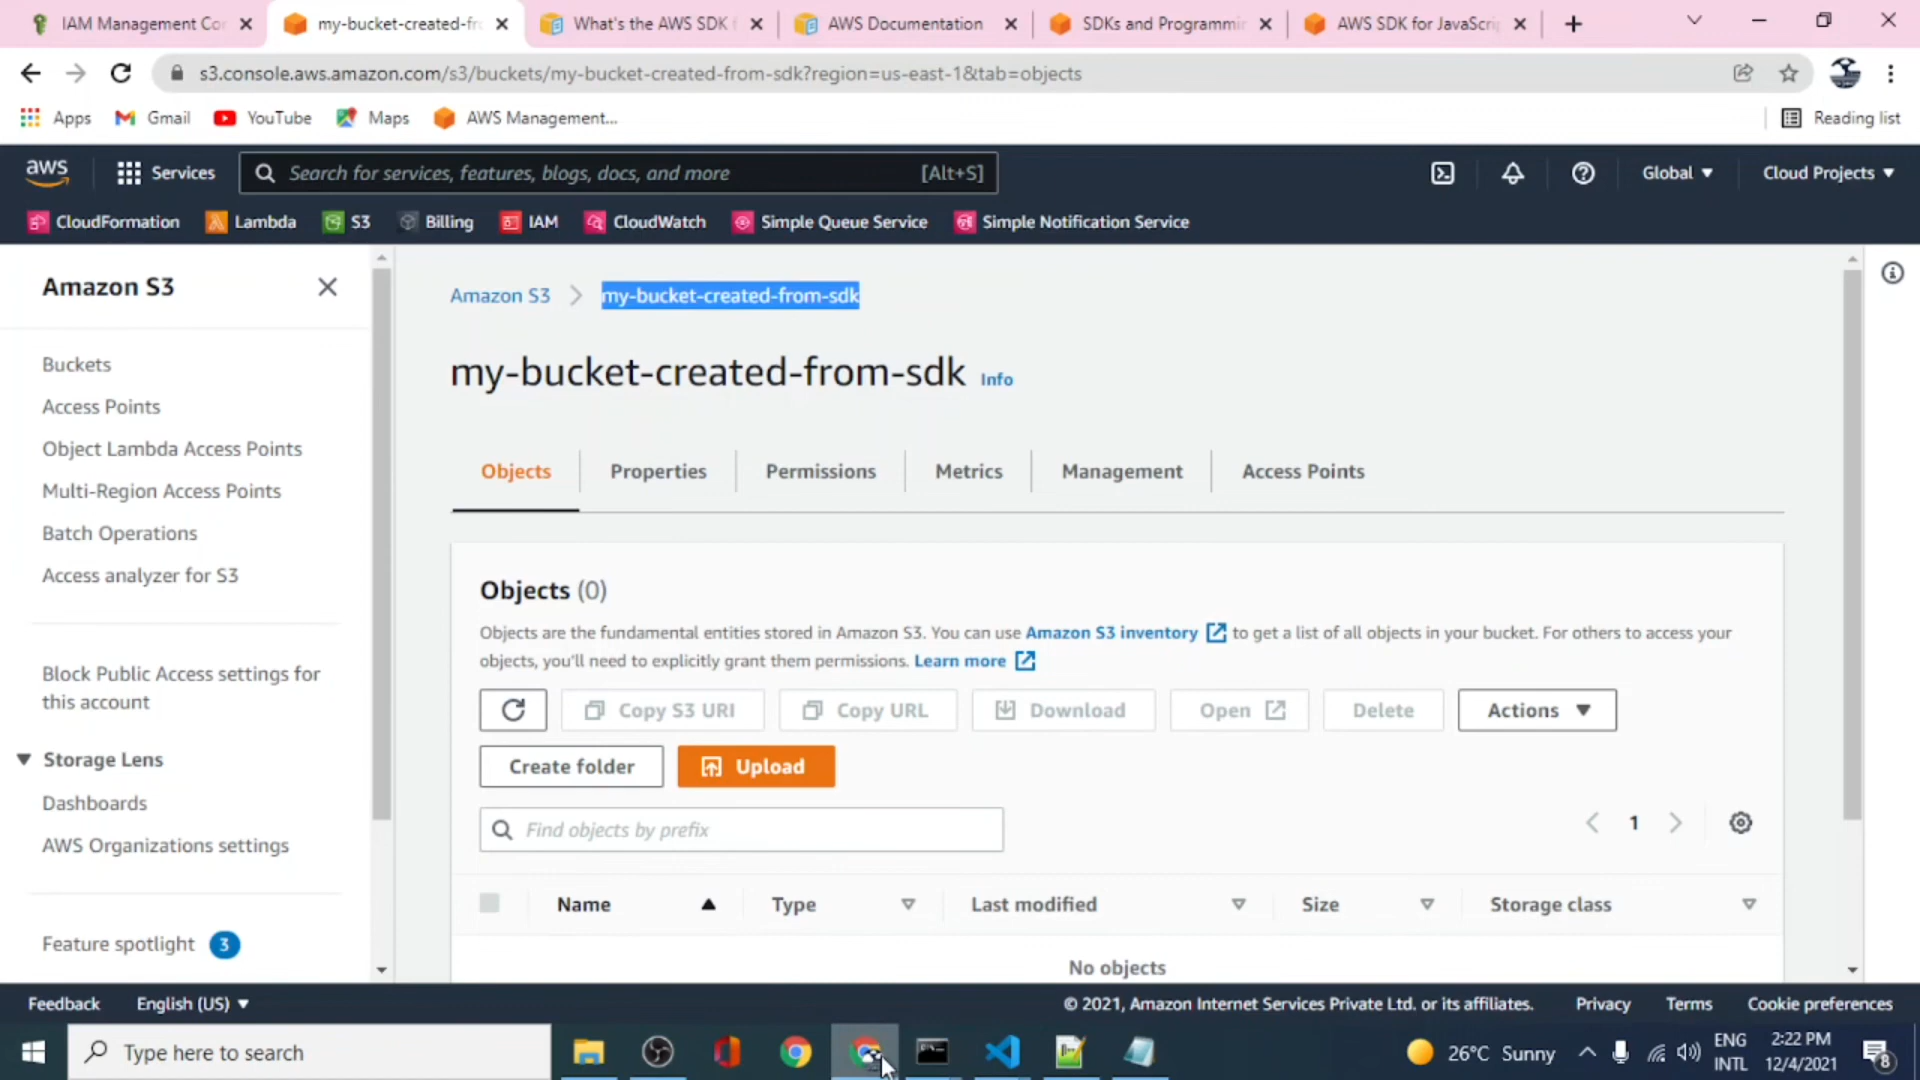 IAM Management Co
my-bucket-created-fr
What's the AWS SDK f
AWS Documentation
SDKs and Programmi
AWS SDK for JavaScrip
s3.console.aws.amazon.com/s3/buckets/my-bucket-created-from-sdk?region=us-east-1&tab=objects
Apps
Gmail
YouTube
Maps
AWS Management...
Reading list
aws
Services
Search for services, features, blogs, docs, and more
[Alt+S]
Global
Cloud Projects
CloudFormation
Lambda
S3
Billing
IAM
CloudWatch
Simple Queue Service
Simple Notification Service
Amazon S3
Buckets
Access Points
Object Lambda Access Points
Multi-Region Access Points
Batch Operations
Access analyzer for S3
Block Public Access settings for
this account
Storage Lens
Dashboards
AWS Organizations settings
Feature spotlight 3
Amazon S3
my-bucket-created-from-sdk
my-bucket-created-from-sdk Info
Objects
Properties
Permissions
Metrics
Management
Access Points
Objects (0)
Objects are the fundamental entities stored in Amazon S3. You can use Amazon S3 inventory to get a list of all objects in your bucket. For others to access your
objects, you'll need to explicitly grant them permissions. Learn more
Copy S3 URI
Copy URL
Download
Open
Delete
Actions
Create folder
Upload
Find objects by prefix
1
Name
Type
Last modified
Size
Storage class
No objects
Feedback
English (US)
© 2021, Amazon Internet Services Private Ltd. or its affiliates.
Privacy
Terms
Cookie preferences
Type here to search
26°C Sunny
ENG
INTL
2:22 PM
12/4/2021
8